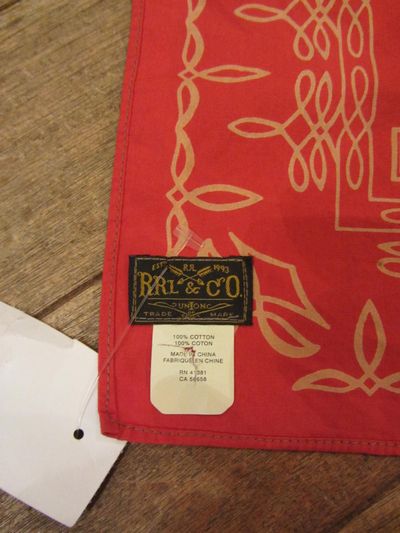 EST. R.R. 1993
RRL & CO.
TRADE MARK
100% COTTON
100% COTON
MADE IN CHINA
FABRIQUE EN CHINE
RN 41381
CA 56658